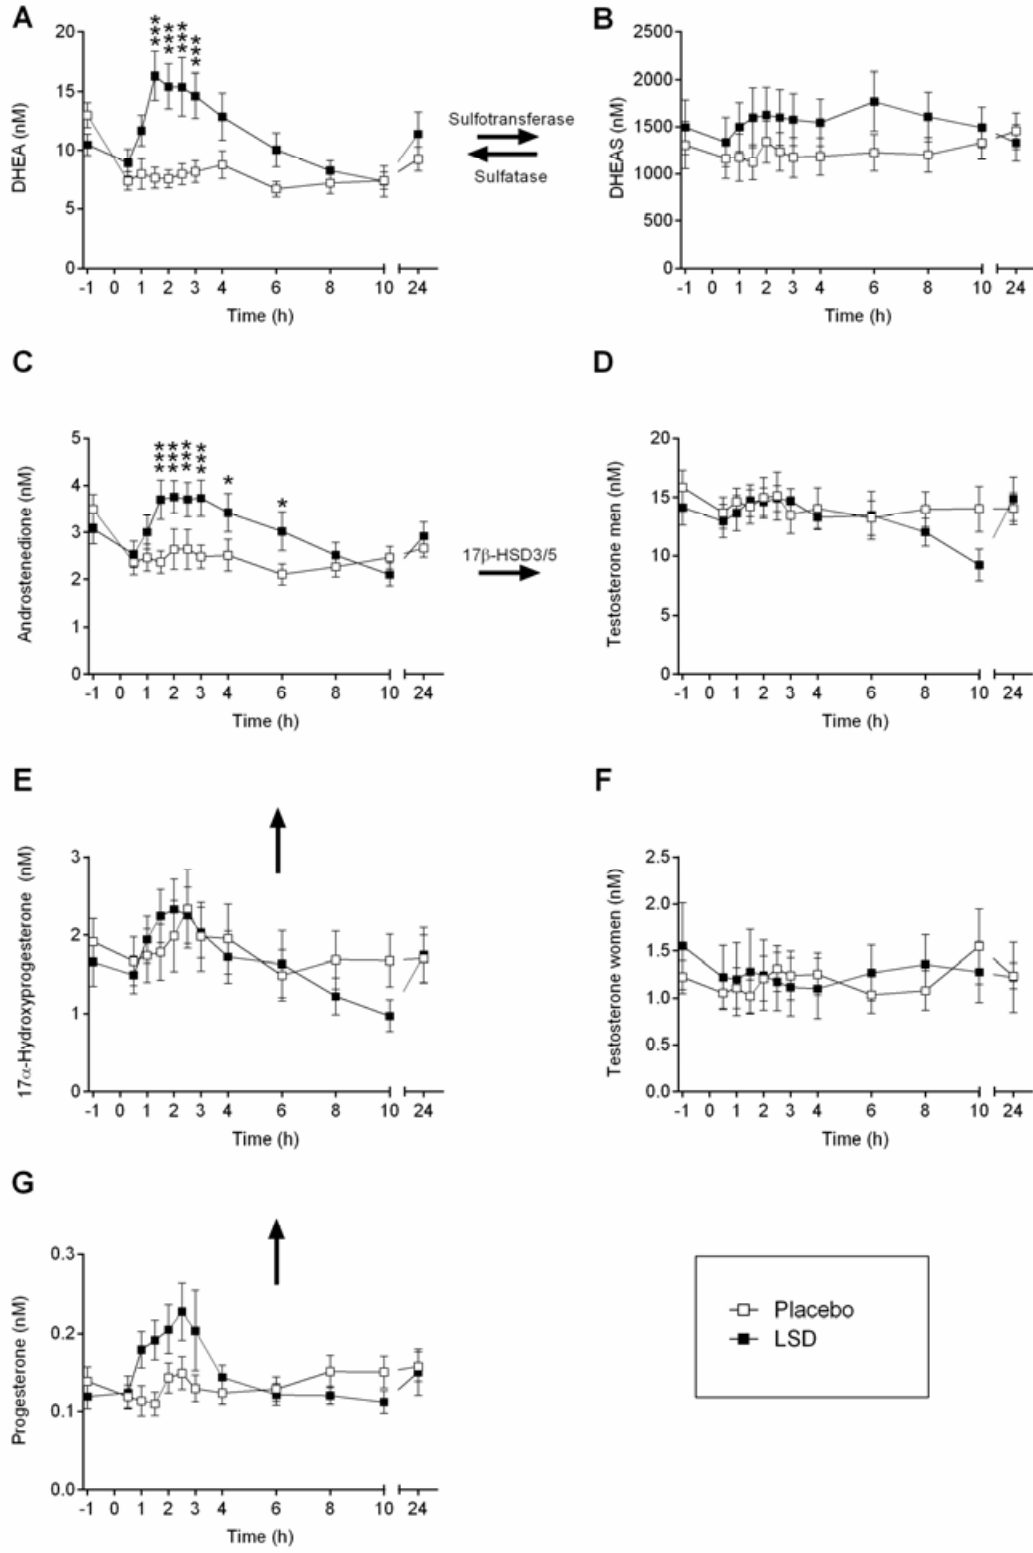 A
DHEA (nM)
20
15
10
5
0
*** *** *** ***
-1 0 1 2 3 4 6 8 10 24
Time (h)
Sulfotransferase
Sulfatase
B
DHEAS (nM)
2500
2000
1500
1000
500
0
-1 0 1 2 3 4 6 8 10 24
Time (h)
C
Androstenedione (nM)
5
4
3
2
1
0
*** *** *** *** * *
-1 0 1 2 3 4 6 8 10 24
Time (h)
17β-HSD3/5
D
Testosterone men (nM)
20
15
10
5
0
-1 0 1 2 3 4 6 8 10 24
Time (h)
E
17α-Hydroxyprogesterone (nM)
3
2
1
0
-1 0 1 2 3 4 6 8 10 24
Time (h)
F
Testosterone women (nM)
2.5
2.0
1.5
1.0
0.5
0.0
-1 0 1 2 3 4 6 8 10 24
Time (h)
G
Progesterone (nM)
0.3
0.2
0.1
0.0
-1 0 1 2 3 4 6 8 10 24
Time (h)
Placebo
LSD